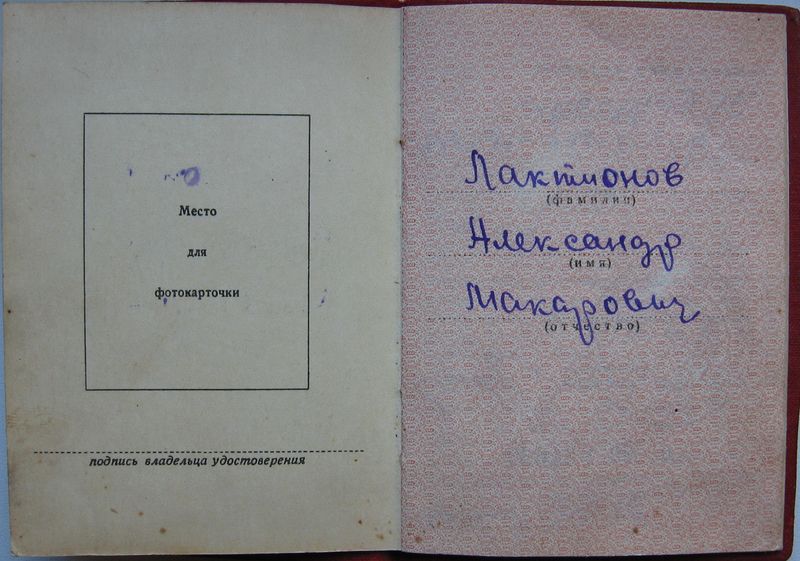 Место
для
фотокарточки
подпись владельца удостоверения
Лактионов
(фамилия)
Александр
(имя)
Макарович
(отчество)